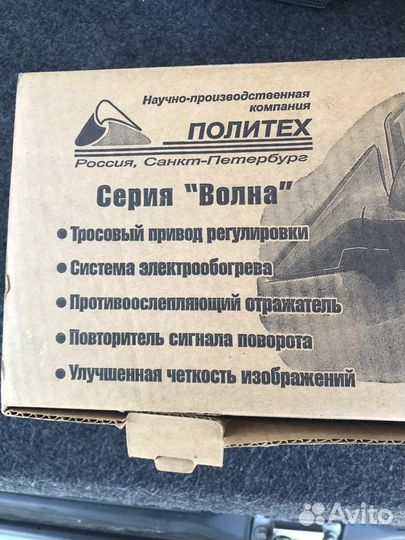 Научно-производственная
компания
ПОЛИТЕХ
Россия, Санкт-Петербург
Серия "Волна"
• Тросовый привод регулировки
• Система электрообогрева
• Противоослепляющий отражатель
• Повторитель сигнала поворота
• Улучшенная четкость изображений
Avito